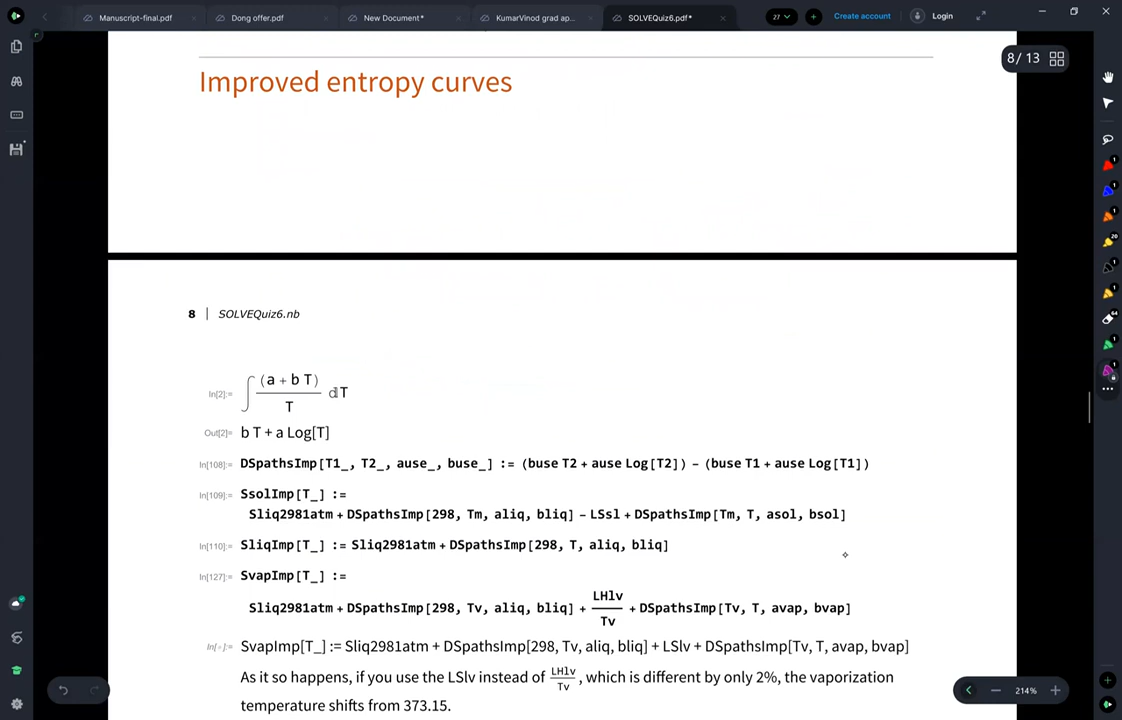 Manuscript-final.pdf
Dong offer.pdf
New Document*
KumarVinod grad ap...
SOLVEQuiz6.pdf*
27
Create account
Login
8 / 13
Improved entropy curves
8 | SOLVEQuiz6.nb
In[2]:= ∫ (a + b T) / T ⅆT
Out[2]= b T + a Log[T]
In[108]:= DSpathsImp[T1_, T2_, ause_, buse_] := (buse T2 + ause Log[T2]) – (buse T1 + ause Log[T1])
In[109]:= SsolImp[T_] :=
Sliq2981atm + DSpathsImp[298, Tm, aliq, bliq] – LSsl + DSpathsImp[Tm, T, asol, bsol]
In[110]:= SliqImp[T_] := Sliq2981atm + DSpathsImp[298, T, aliq, bliq]
In[127]:= SvapImp[T_] :=
Sliq2981atm + DSpathsImp[298, Tv, aliq, bliq] + LHlv / Tv + DSpathsImp[Tv, T, avap, bvap]
In[◦]:= SvapImp[T_] := Sliq2981atm + DSpathsImp[298, Tv, aliq, bliq] + LSlv + DSpathsImp[Tv, T, avap, bvap]
As it so happens, if you use the LSlv instead of LHlv / Tv, which is different by only 2%, the vaporization
temperature shifts from 373.15.
214%